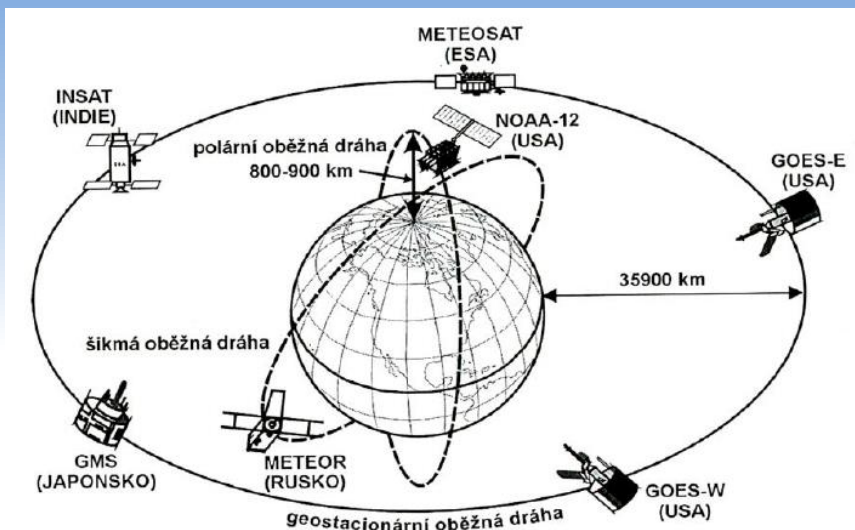 METEOSAT
(ESA)
INSAT
(INDIE)
NOAA-12
(USA)
polární oběžná dráha
800-900 km
GOES-E
(USA)
35900 km
šikmá oběžná dráha
GMS
(JAPONSKO)
METEOR
(RUSKO)
GOES-W
(USA)
geostacionární oběžná dráha